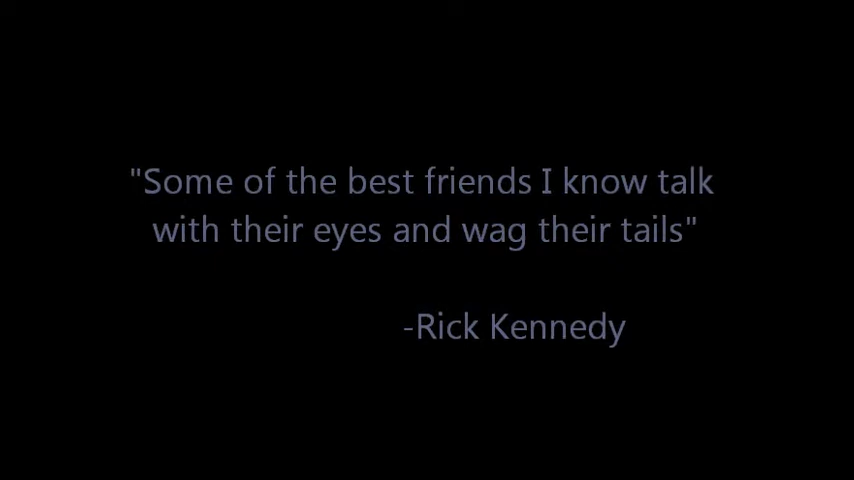 "Some of the best friends I know talk
with their eyes and wag their tails"
-Rick Kennedy